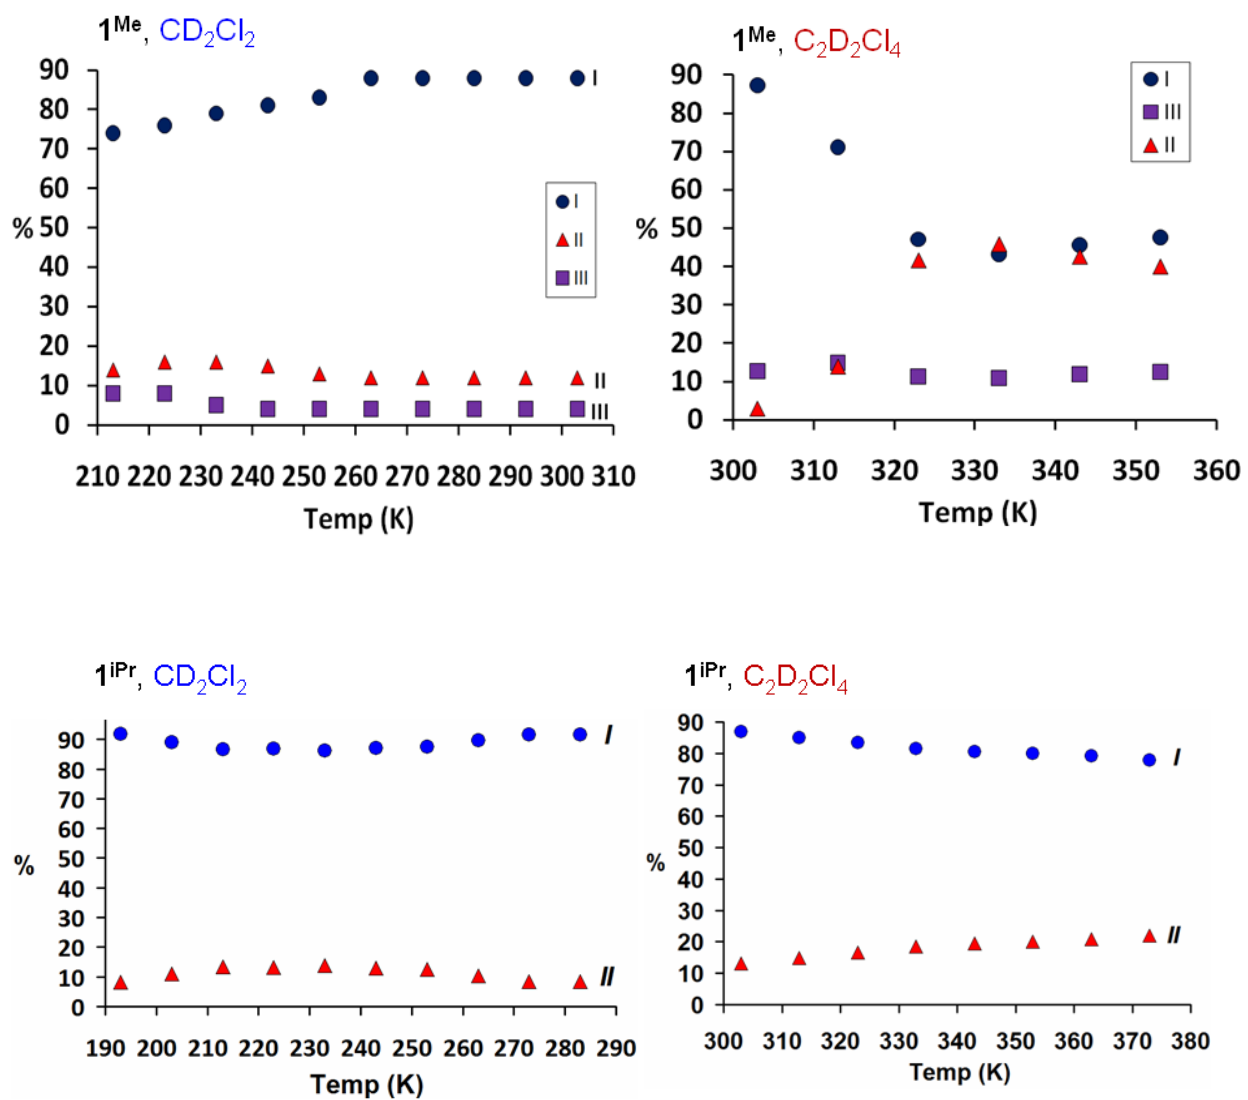 1Me, CD2Cl2
90
80
70
60
% 50
40
30
20
10
0
I
II
III
I
II
III
210 220 230 240 250 260 270 280 290 300 310
Temp (K)
1Me, C2D2Cl4
90
80
70
60
% 50
40
30
20
10
0
I
III
II
300 310 320 330 340 350 360
Temp (K)
1iPr, CD2Cl2
90
80
70
60
50
%
40
30
20
10
0
I
II
190 200 210 220 230 240 250 260 270 280 290
Temp (K)
1iPr, C2D2Cl4
90
80
70
60
50
%
40
30
20
10
0
I
II
300 310 320 330 340 350 360 370 380
Temp (K)